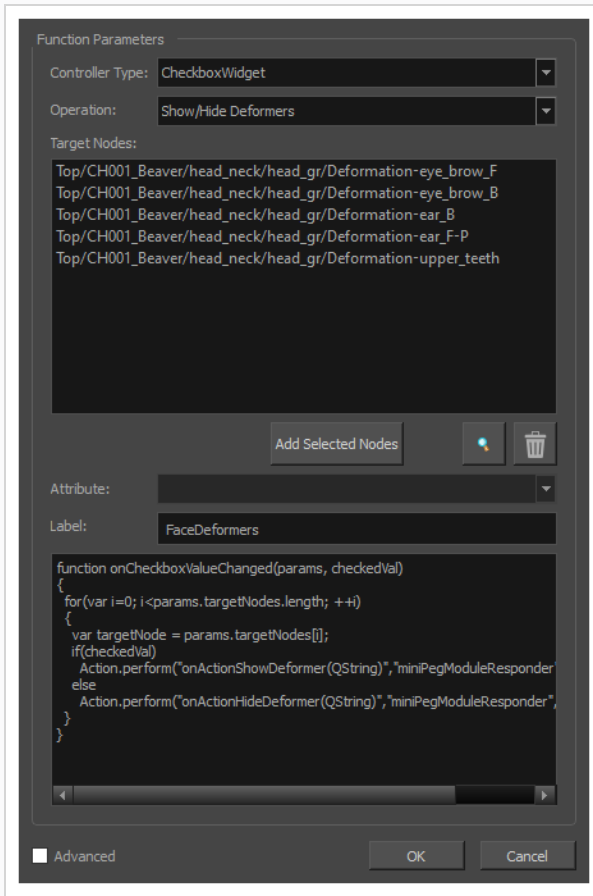 Function Parameters
Controller Type: CheckboxWidget
Operation: Show/Hide Deformers
Target Nodes:
Top/CH001_Beaver/head_neck/head_gr/Deformation-eye_brow_F
Top/CH001_Beaver/head_neck/head_gr/Deformation-eye_brow_B
Top/CH001_Beaver/head_neck/head_gr/Deformation-ear_B
Top/CH001_Beaver/head_neck/head_gr/Deformation-ear_F-P
Top/CH001_Beaver/head_neck/head_gr/Deformation-upper_teeth
Add Selected Nodes
Attribute:
Label: FaceDeformers
function onCheckboxValueChanged(params, checkedVal)
{
for(var i=0; i<params.targetNodes.length; ++i)
{
var targetNode = params.targetNodes[i];
if(checkedVal)
Action.perform("onActionShowDeformer(QString)","miniPegModuleResponder"
else
Action.perform("onActionHideDeformer(QString)","miniPegModuleResponder",
}
}
Advanced
OK
Cancel